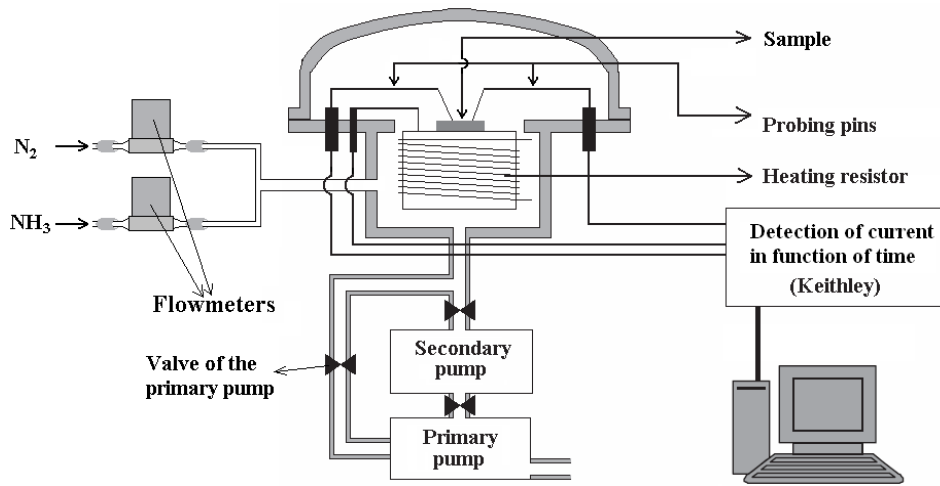 Sample
Probing pins
N₂
Heating resistor
NH₃
Detection of current
in function of time
(Keithley)
Flowmeters
Valve of the
primary pump
Secondary
pump
Primary
pump